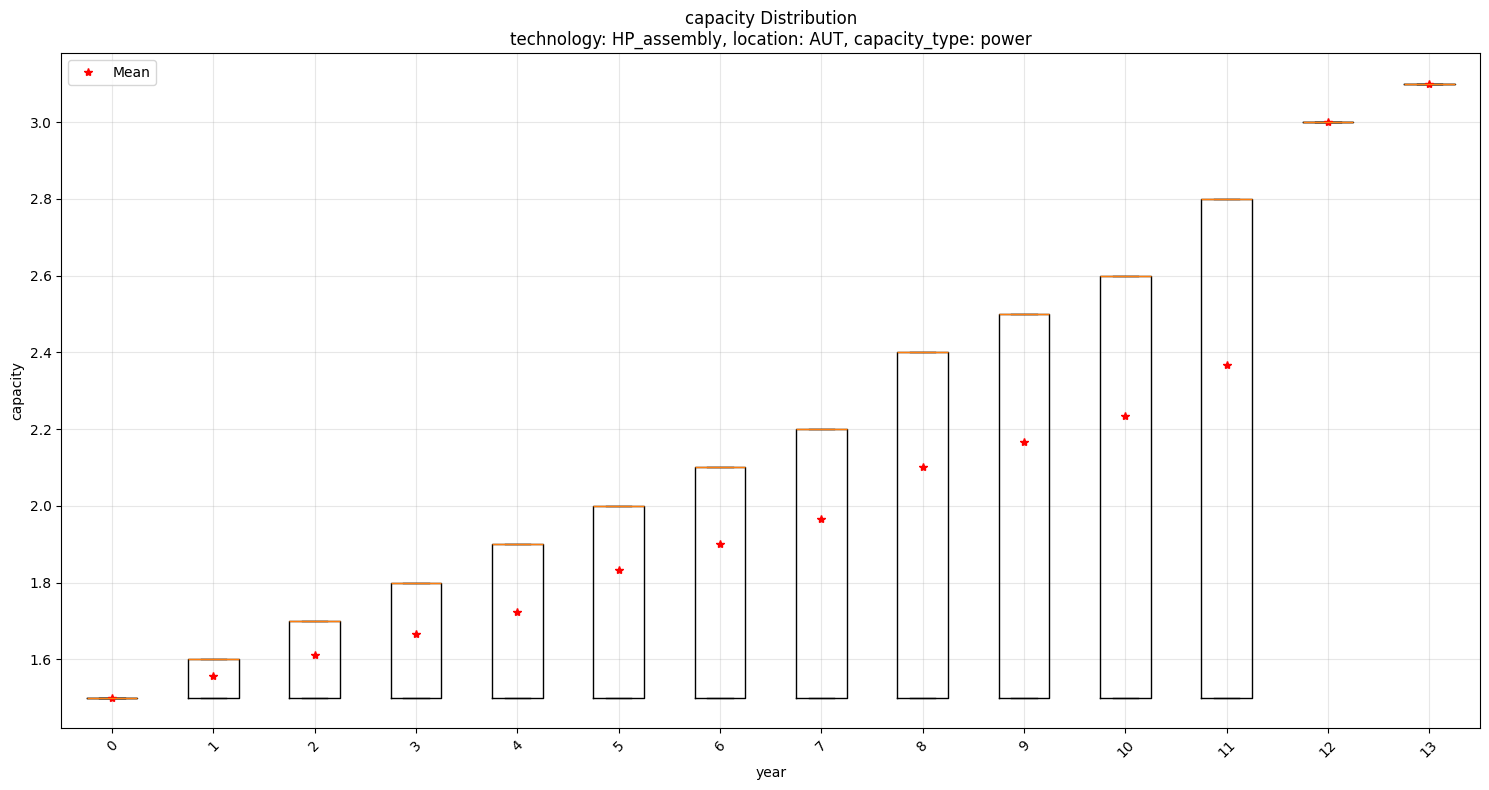 capacity Distribution
technology: HP_assembly, location: AUT, capacity_type: power
Mean
3.0
2.8
2.6
2.4
2.2
2.0
1.8
1.6
capacity
0 1 2 3 4 5 6 7 8 9 10 11 12 13
year